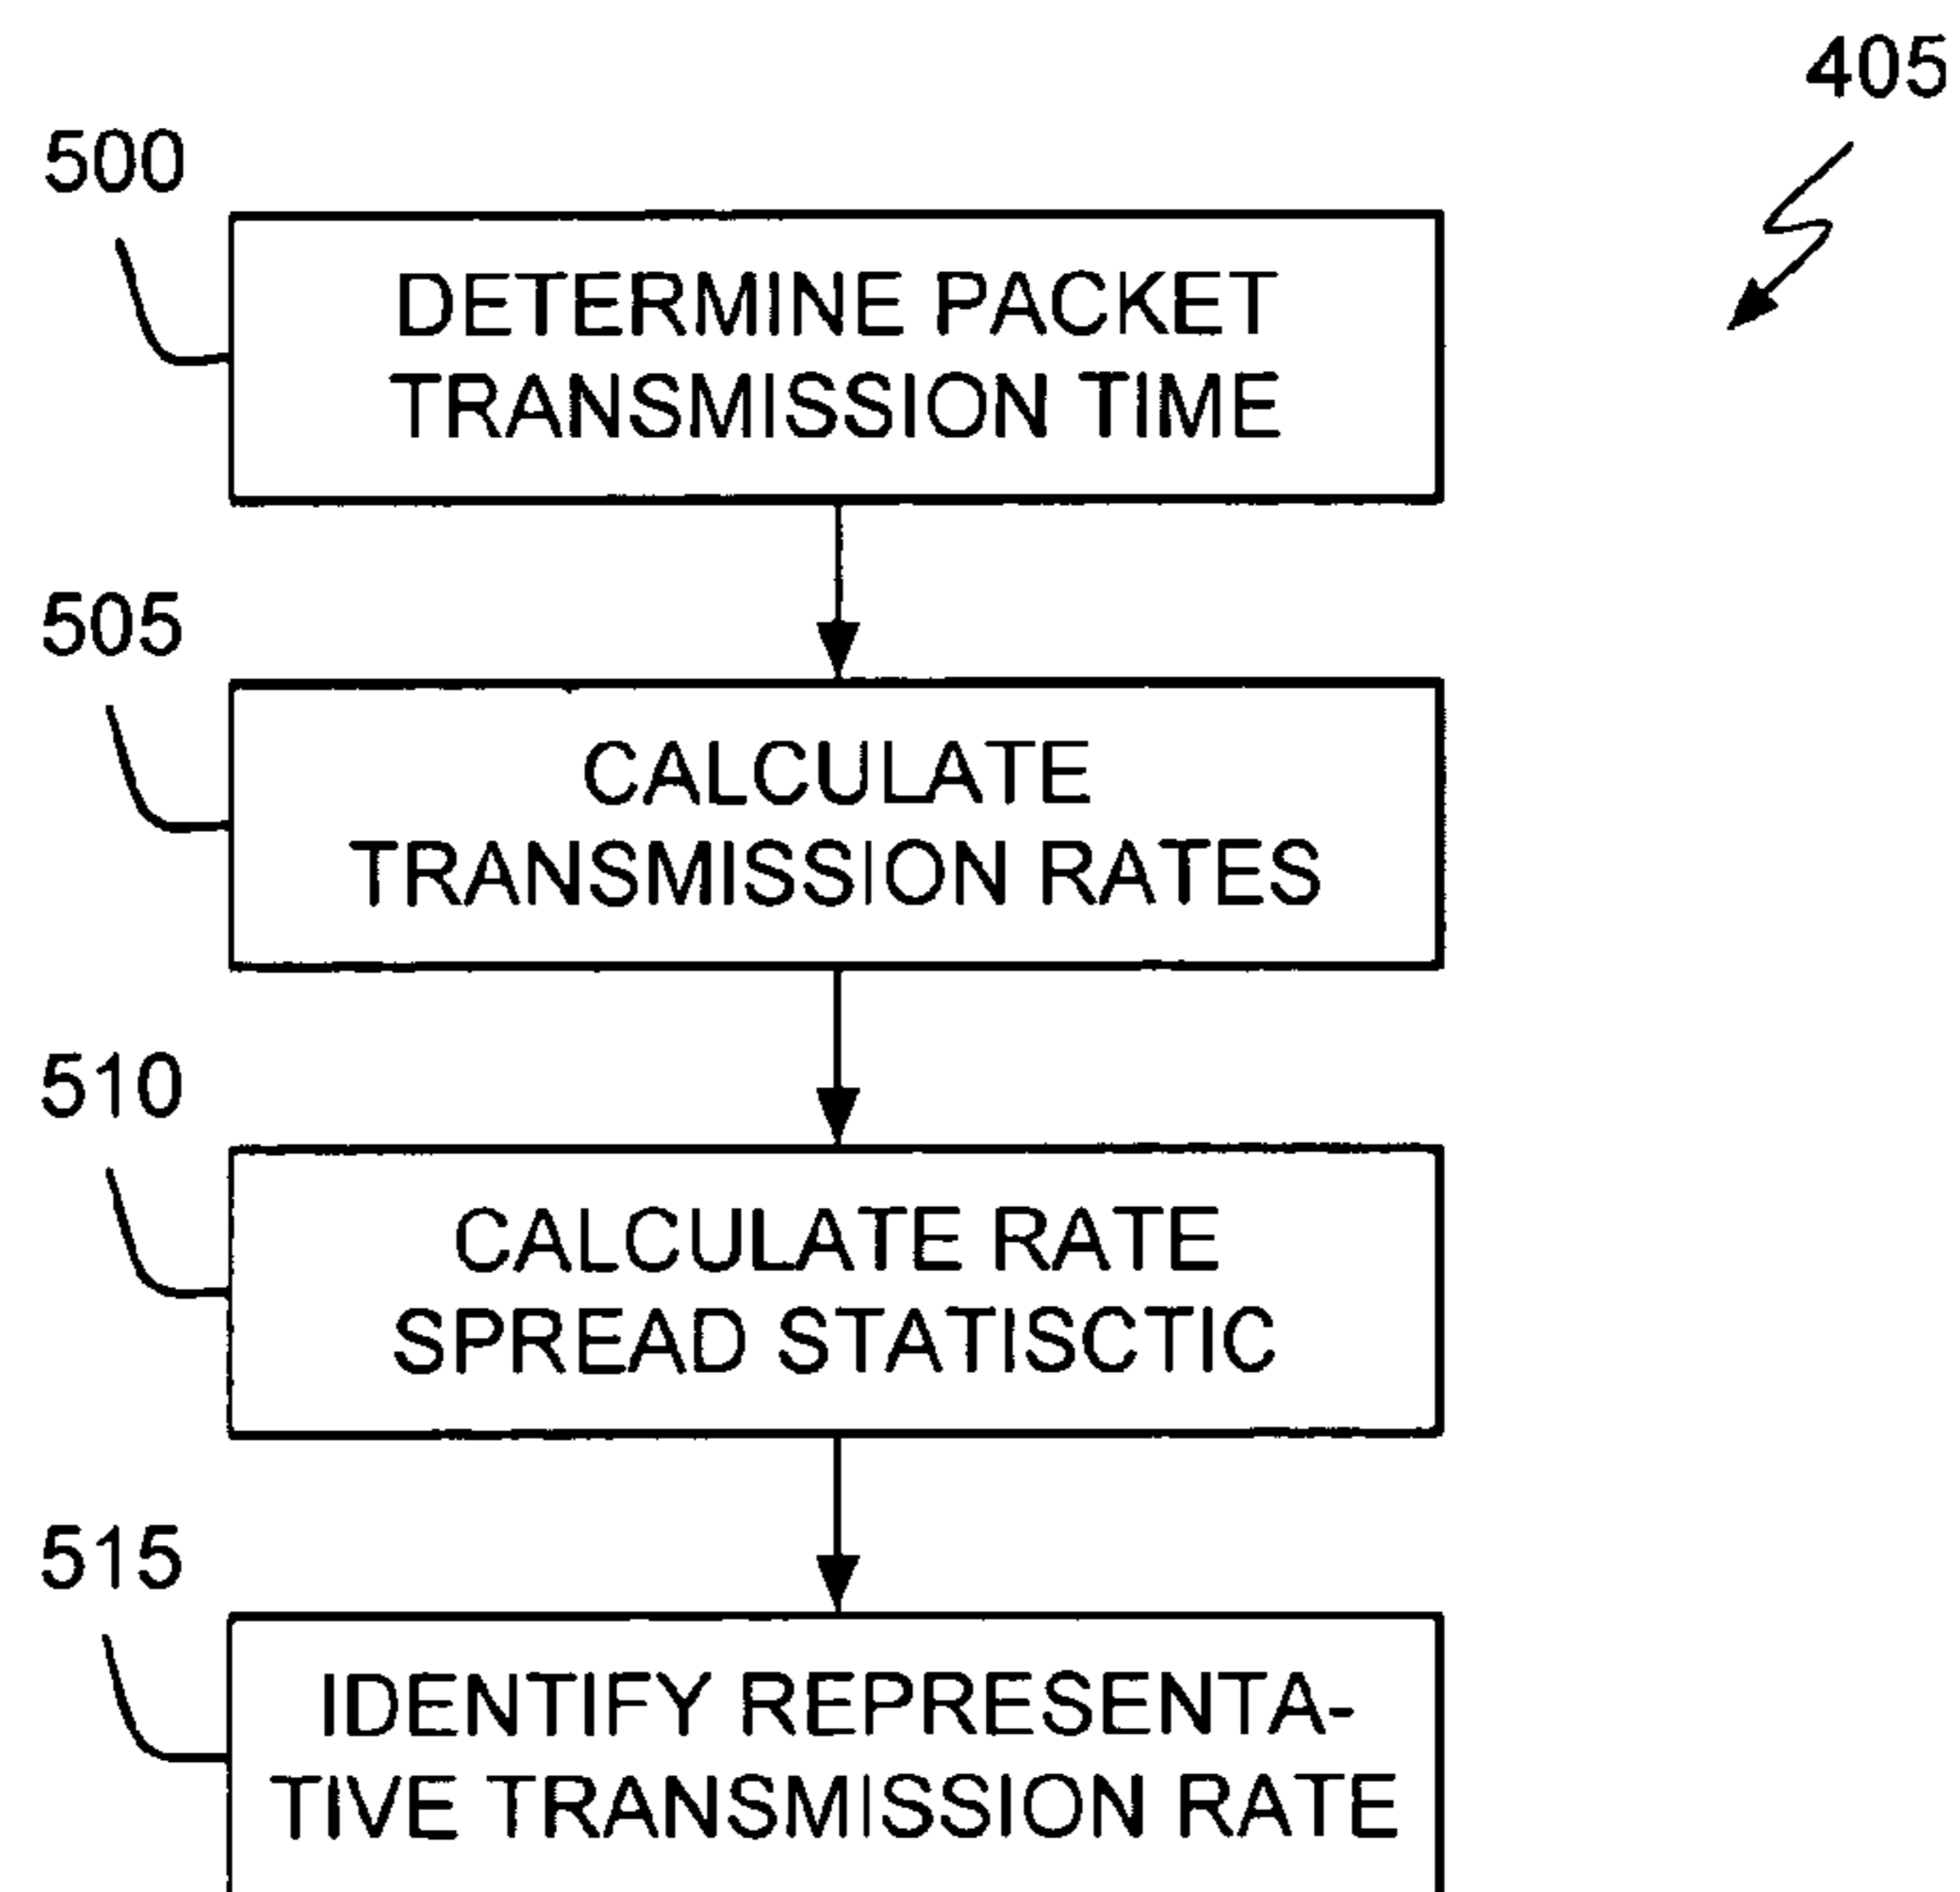 405
500
DETERMINE PACKET
TRANSMISSION TIME
505
CALCULATE
TRANSMISSION RATES
510
CALCULATE RATE
SPREAD STATISCTIC
515
IDENTIFY REPRESENTA-
TIVE TRANSMISSION RATE